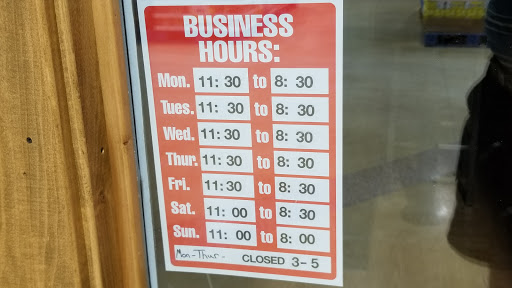 BUSINESS
HOURS:
Mon. 11: 30 to 8: 30
Tues. 11: 30 to 8: 30
Wed. 11: 30 to 8: 30
Thur. 11: 30 to 8: 30
Fri. 11:30 to 8: 30
Sat. 11: 00 to 8: 30
Sun. 11: 00 to 8: 00
Mon-Thur- CLOSED 3-5